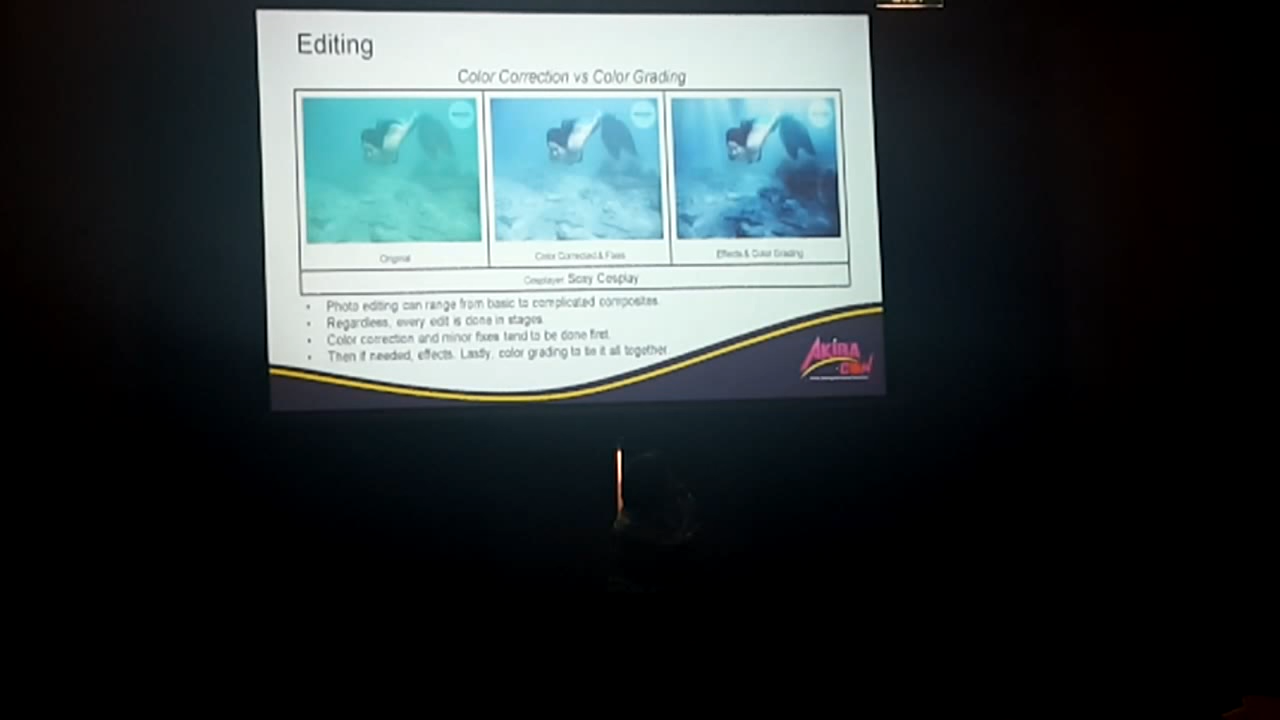 Editing
Color Correction vs Color Grading
Original
Color Corrected & Fixes
Effects & Color Grading
Cosplayer: Soxy Cosplay
• Photo editing can range from basic to complicated composites.
• Regardless, every edit is done in stages.
• Color correction and minor fixes tend to be done first.
• Then if needed, effects. Lastly, color grading to tie it all together.
AKIBA
-CON